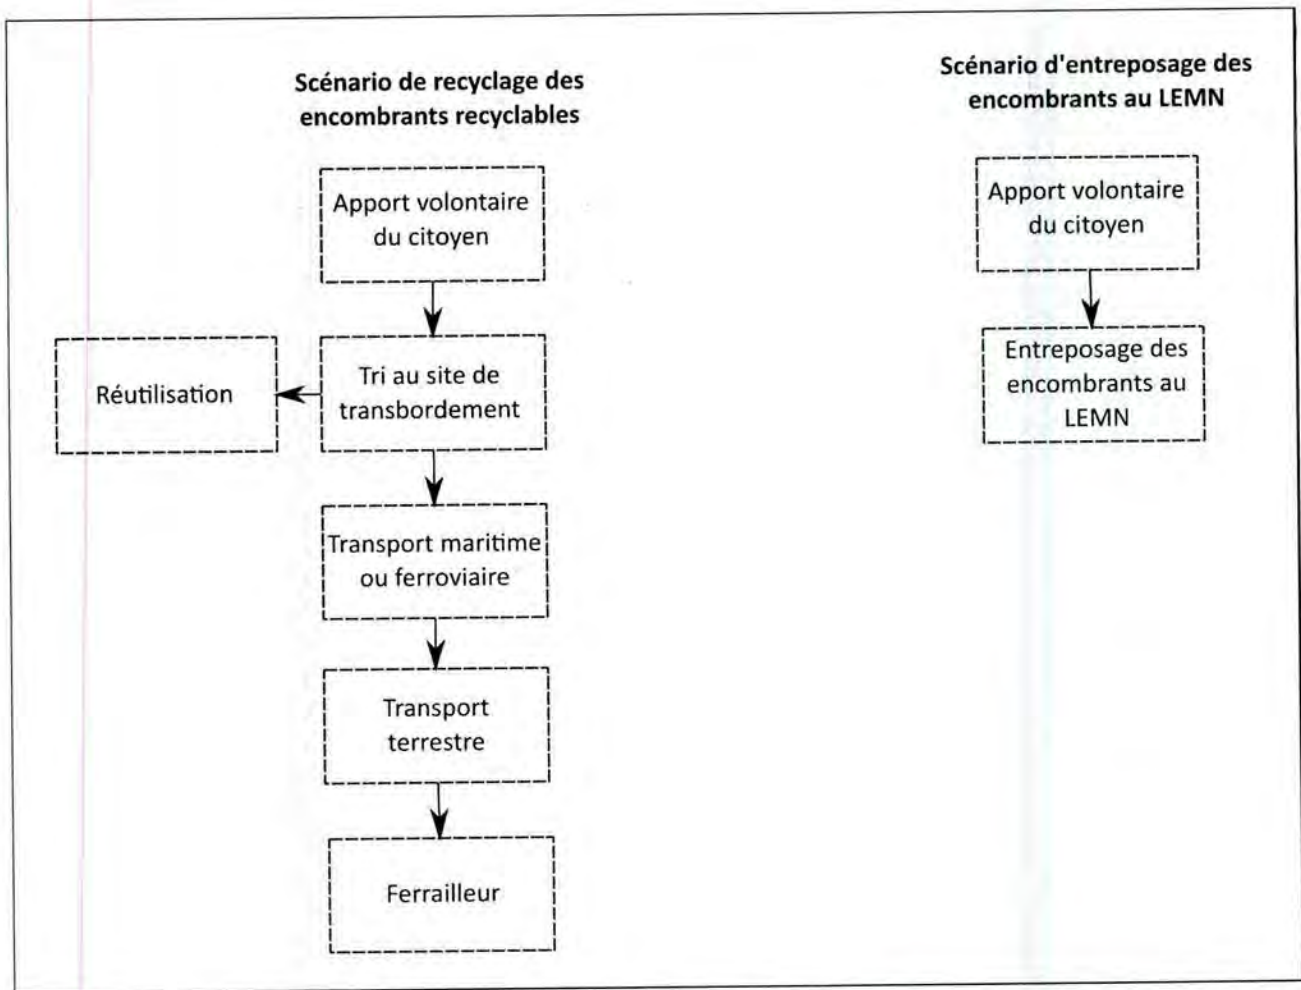 Scénario de recyclage des
encombrants recyclables
Apport volontaire
du citoyen
Réutilisation
Tri au site de
transbordement
Transport maritime
ou ferroviaire
Transport
terrestre
Ferrailleur
Scénario d'entreposage des
encombrants au LEMN
Apport volontaire
du citoyen
Entreposage des
encombrants au
LEMN